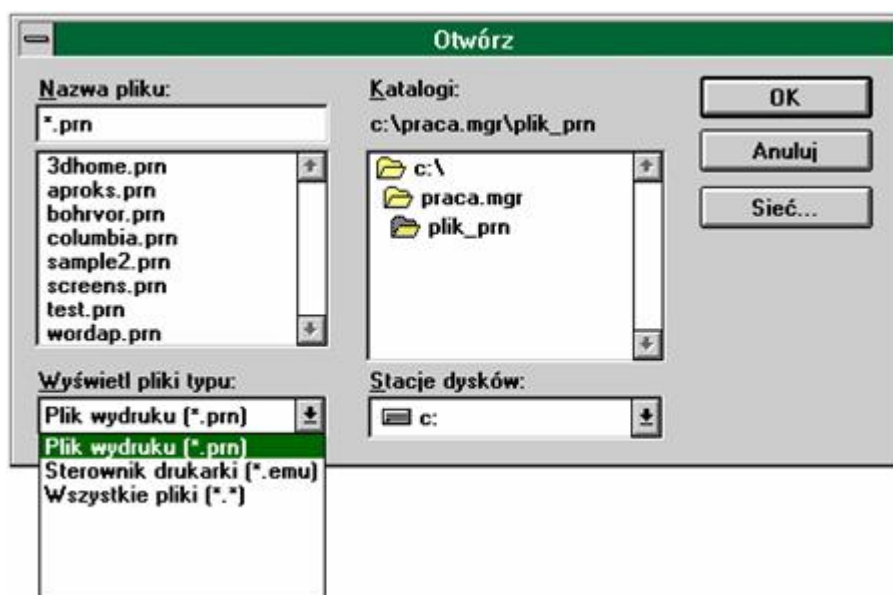 Otwórz
Nazwa pliku:
*.prn
3dhome.prn
aproks.prn
bohrvor.prn
columbia.prn
sample2.prn
screens.prn
test.prn
wordap.prn
Wyświetl pliki typu:
Plik wydruku (*.prn)
Plik wydruku (*.prn)
Sterownik drukarki (*.emu)
Wszystkie pliki (*.*)
Katalogi:
c:\praca.mgr\plik_prn
c:\
praca.mgr
plik_prn
Stacje dysków:
c:
OK
Anuluj
Sieć...